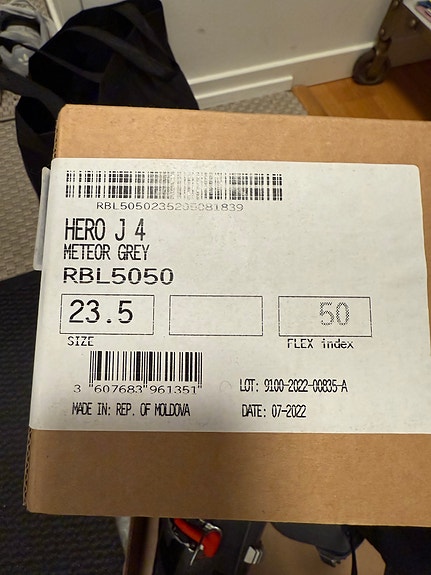 RBL5050235200081839
HERO J 4
METEOR GREY
RBL5050
23.5
50
SIZE
FLEX index
3 "607683"961351"
LOT: 9100-2022-00835-A
MADE IN: REP. OF MOLDOVA
DATE: 07-2022